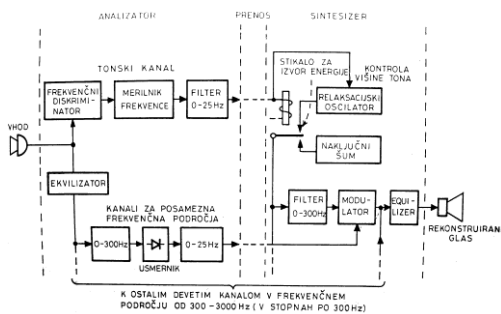 ANALIZATOR
PRENOS
SINTESIZER
TONSKI KANAL
STIKALO ZA
IZVOR ENERGIJE
KONTROLA
VIŠINE TONA
FREKVENČNI
DISKRIMI-
NATOR
MERILNIK
FREKVENCE
FILTER
0-25Hz
RELAKSACIJSKI
OSCILATOR
VHOD
NAKLJUČNI
ŠUM
EKVILIZATOR
KANALI ZA POSAMEZNA
FREKVENČNA PODROČJA
FILTER
0-300Hz
MODU-
LATOR
EQUI-
LIZER
0-300Hz
0-25Hz
USMERNIK
REKONSTRUIRAN
GLAS
K OSTALIM DEVETIM KANALOM V FREKVENČNEM
PODROČJU OD 300-3000Hz (V STOPNAH PO 300Hz)